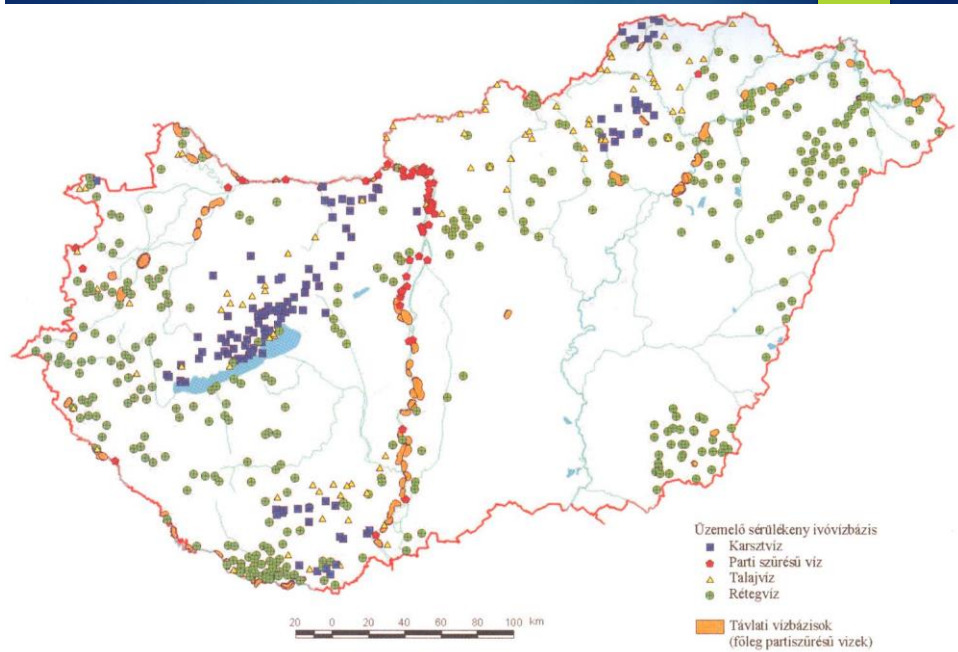 Üzemelő sérülékeny ivóvízbázis
Karsztvíz
Parti szűrésű víz
Talajvíz
Rétegvíz
Távlati vízbázisok
(főleg partiszűrésű vizek)
20 0 20 40 60 80 100 km